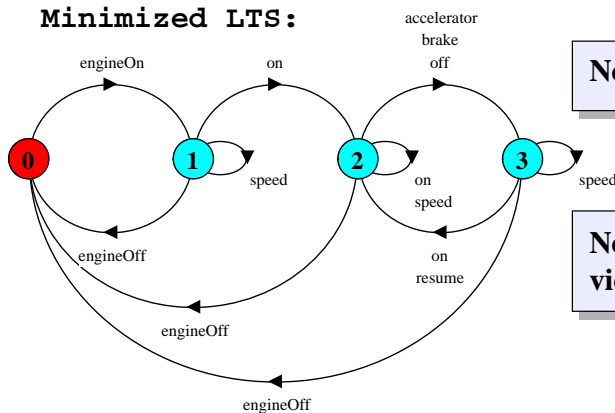 Minimized LTS:
accelerator
brake
off
engineOn
on
No
0
1
2
3
speed
on
speed
speed
engineOff
on
resume
No
vio
engineOff
engineOff